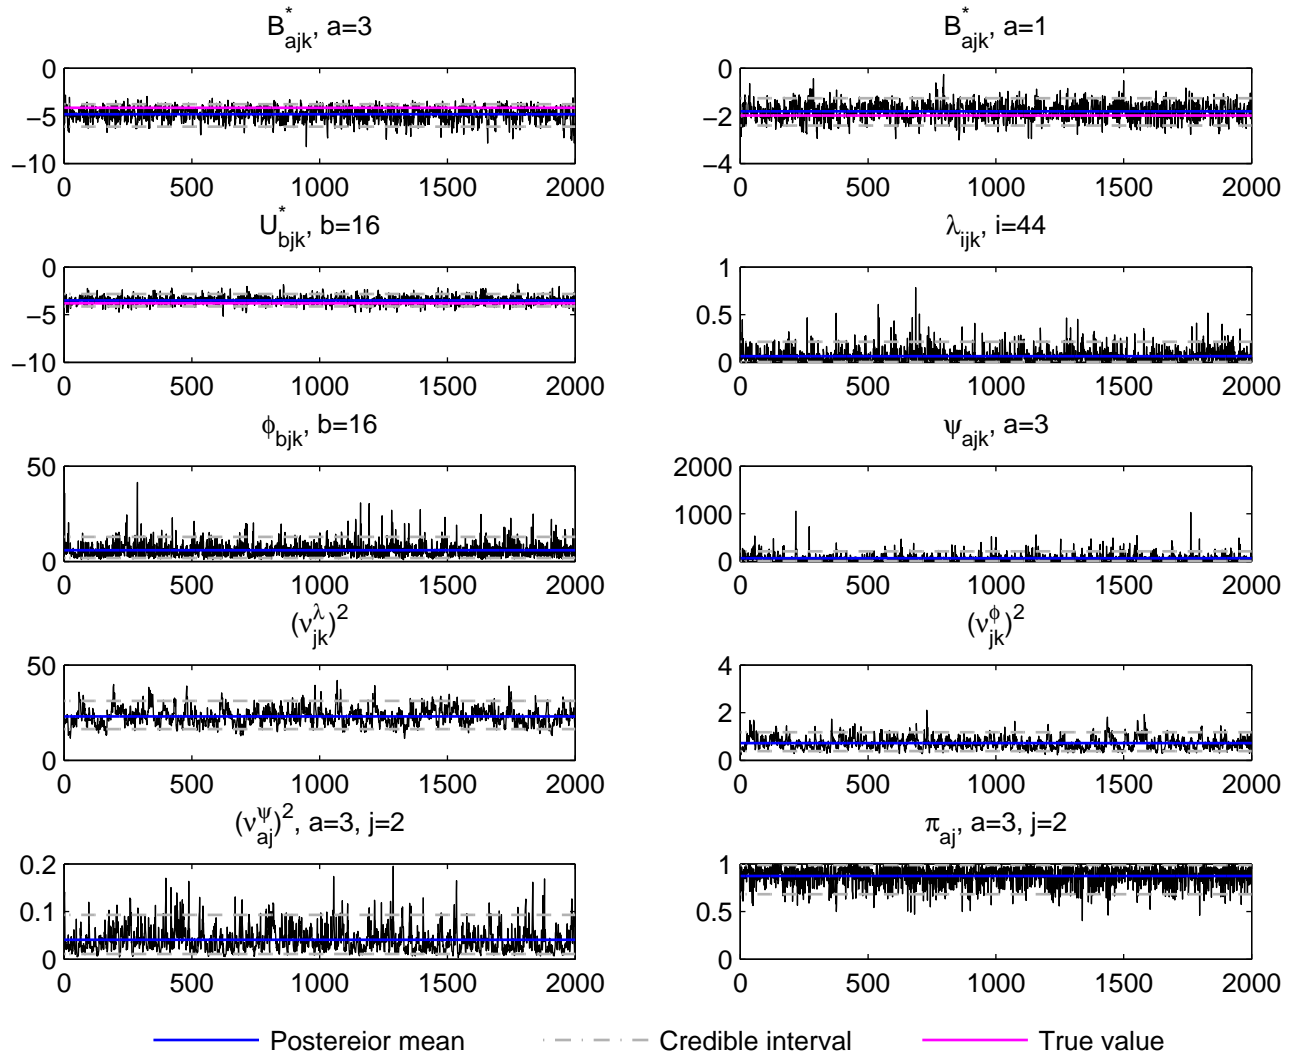 B*ajk, a=3
B*ajk, a=1
0
−5
−10
0 500 1000 1500 2000
0
−2
−4
0 500 1000 1500 2000
U*bjk, b=16
λijk, i=44
0
−5
−10
0 500 1000 1500 2000
1
0.5
0
0 500 1000 1500 2000
ϕbjk, b=16
ψajk, a=3
50
0
0 500 1000 1500 2000
2000
1000
0
0 500 1000 1500 2000
(νλjk)2
(νϕjk)2
50
0
0 500 1000 1500 2000
4
2
0
0 500 1000 1500 2000
(νψaj)2, a=3, j=2
πaj, a=3, j=2
0.2
0.1
0
0 500 1000 1500 2000
1
0.5
0
0 500 1000 1500 2000
Postereior mean Credible interval True value